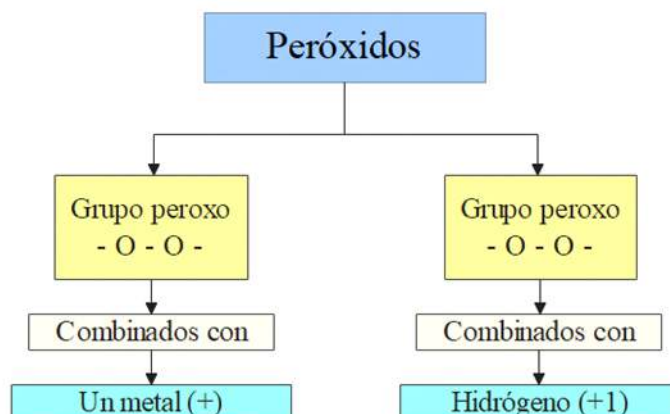 Peróxidos
Grupo peroxo
- O - O -
Grupo peroxo
- O - O -
Combinados con
Combinados con
Un metal (+)
Hidrógeno (+1)